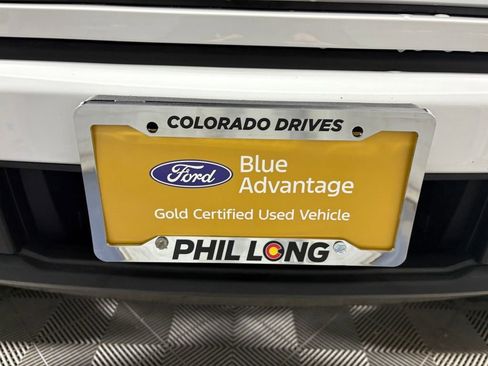 COLORADO DRIVES
Ford
Blue
Advantage
Gold Certified Used Vehicle
PHIL LONG